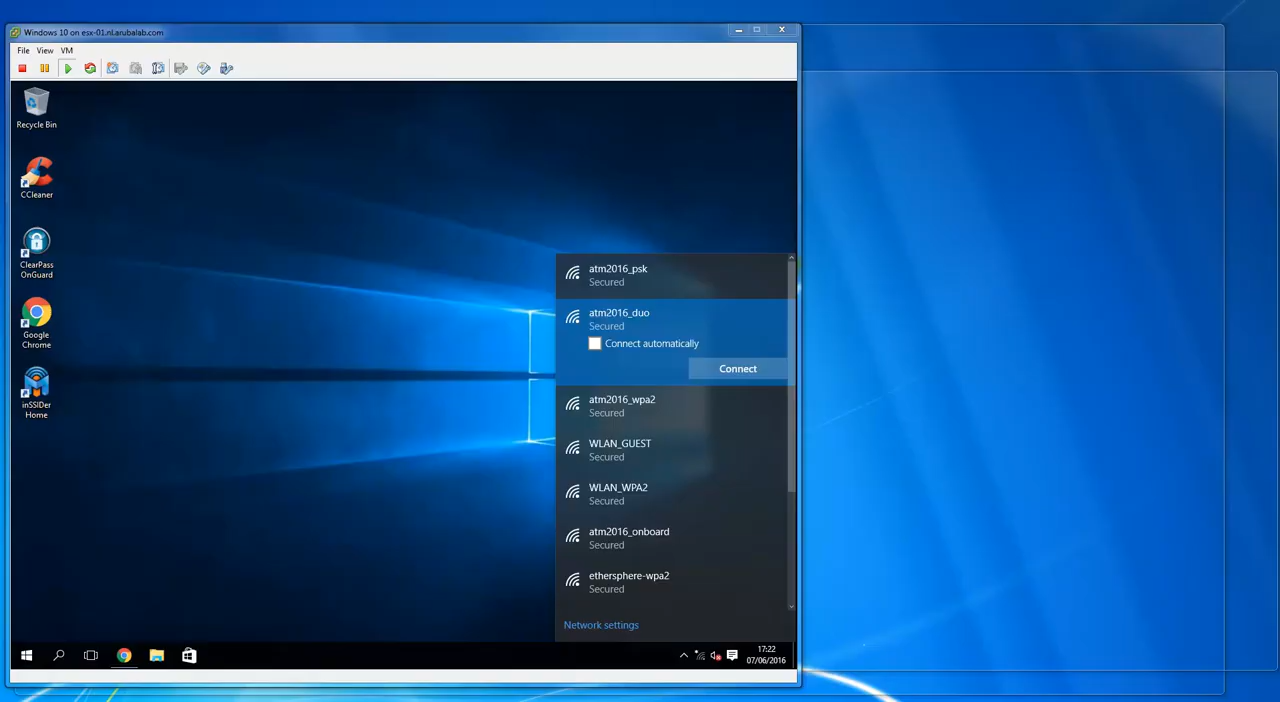 Windows 10 on esx-01.nl.arubalab.com
File View VM
Recycle Bin
CCleaner
ClearPass
OnGuard
Google
Chrome
inSSIDer
Home
atm2016_psk
Secured
atm2016_duo
Secured
Connect automatically
Connect
atm2016_wpa2
Secured
WLAN_GUEST
Secured
WLAN_WPA2
Secured
atm2016_onboard
Secured
ethersphere-wpa2
Secured
Network settings
17:22
07/06/2016